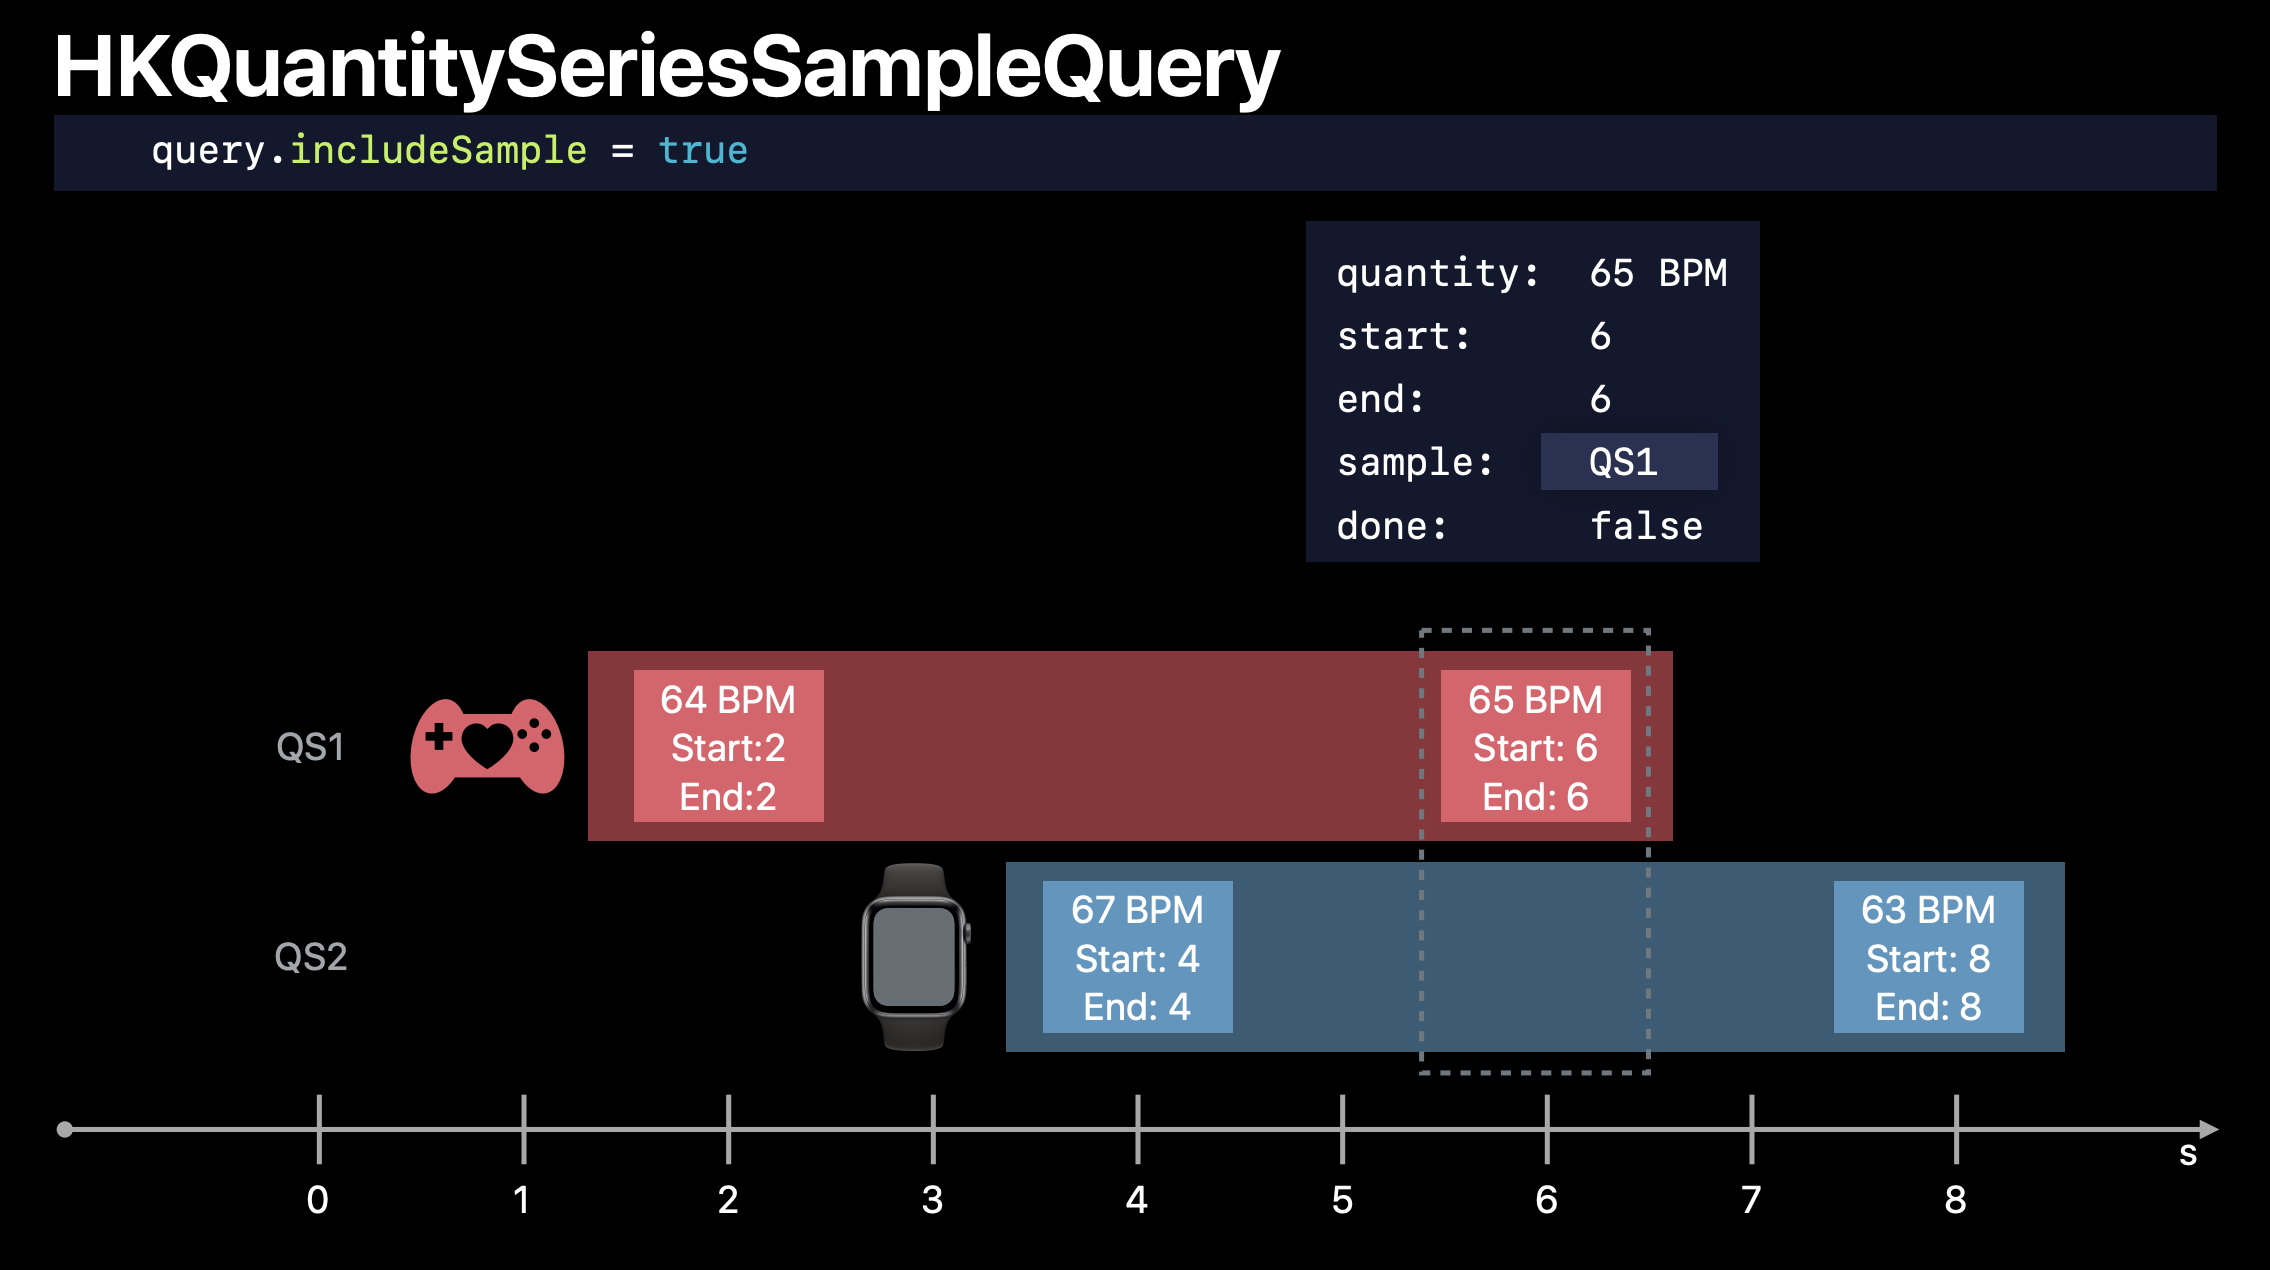 HKQuantitySeriesSampleQuery
query.includeSample = true
quantity: 65 BPM
start: 6
end: 6
sample: QS1
done: false
QS1
64 BPM
Start:2
End:2
65 BPM
Start: 6
End: 6
QS2
67 BPM
Start: 4
End: 4
63 BPM
Start: 8
End: 8
s
0 1 2 3 4 5 6 7 8